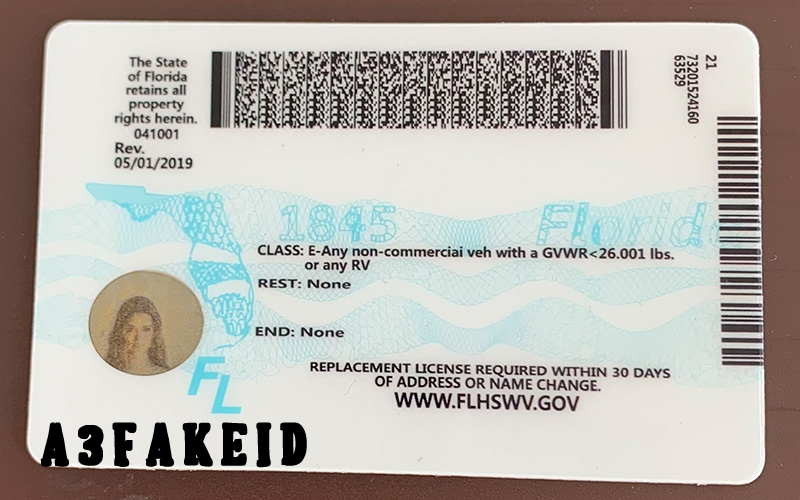 The State
of Florida
retains all
property
rights herein.
041001
Rev.
05/01/2019
21
73201524160
63529
1845 Florida
CLASS: E-Any non-commerciai veh with a GVWR<26.001 lbs.
or any RV
REST: None
END: None
FL
REPLACEMENT LICENSE REQUIRED WITHIN 30 DAYS
OF ADDRESS OR NAME CHANGE.
WWW.FLHSWV.GOV
A3FAKEID